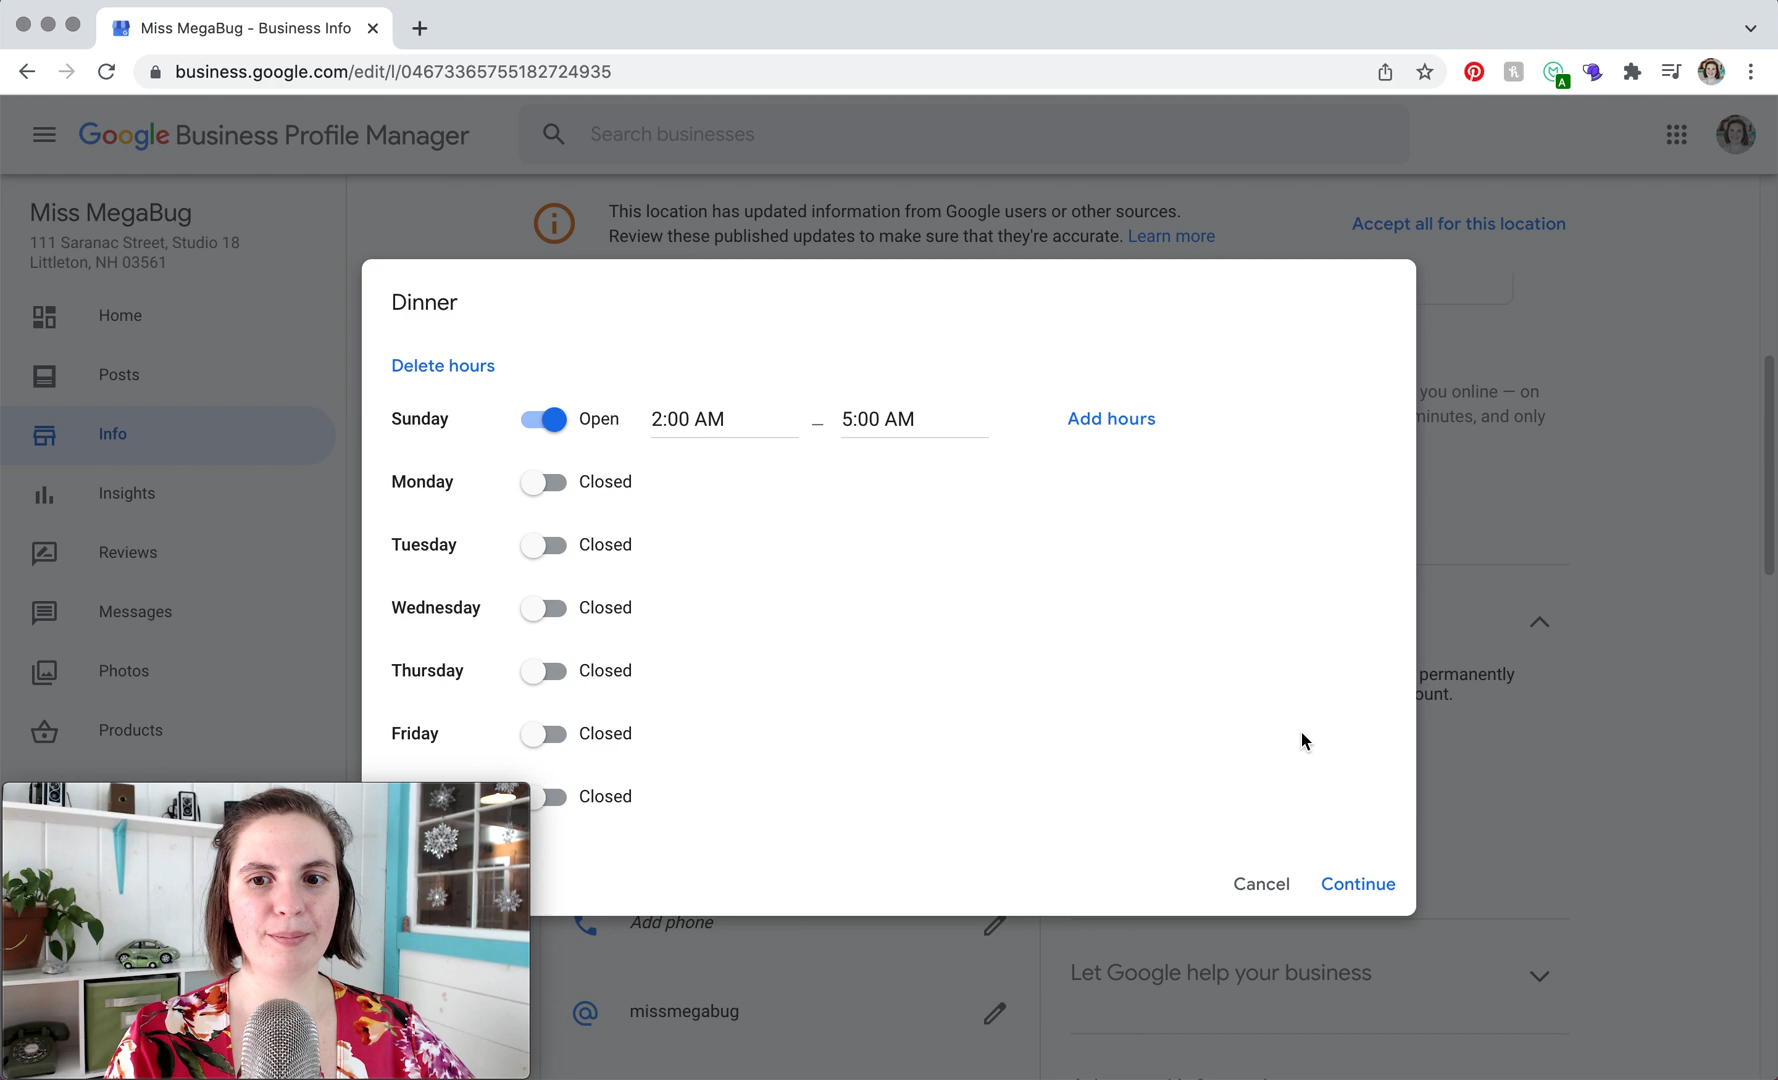 Miss MegaBug - Business Info
business.google.com/edit/l/04673365755182724935
A
Google Business Profile Manager
Search businesses
Miss MegaBug
111 Saranac Street, Studio 18
Littleton, NH 03561
Home
Posts
Info
Insights
Reviews
Messages
Photos
Products
This location has updated information from Google users or other sources.
Review these published updates to make sure that they're accurate. Learn more
Accept all for this location
Dinner
Delete hours
Sunday Open 2:00 AM – 5:00 AM Add hours
Monday Closed
Tuesday Closed
Wednesday Closed
Thursday Closed
Friday Closed
Closed
Cancel Continue
you online — on
minutes, and only
permanently
ount.
Add phone
missmegabug
Let Google help your business